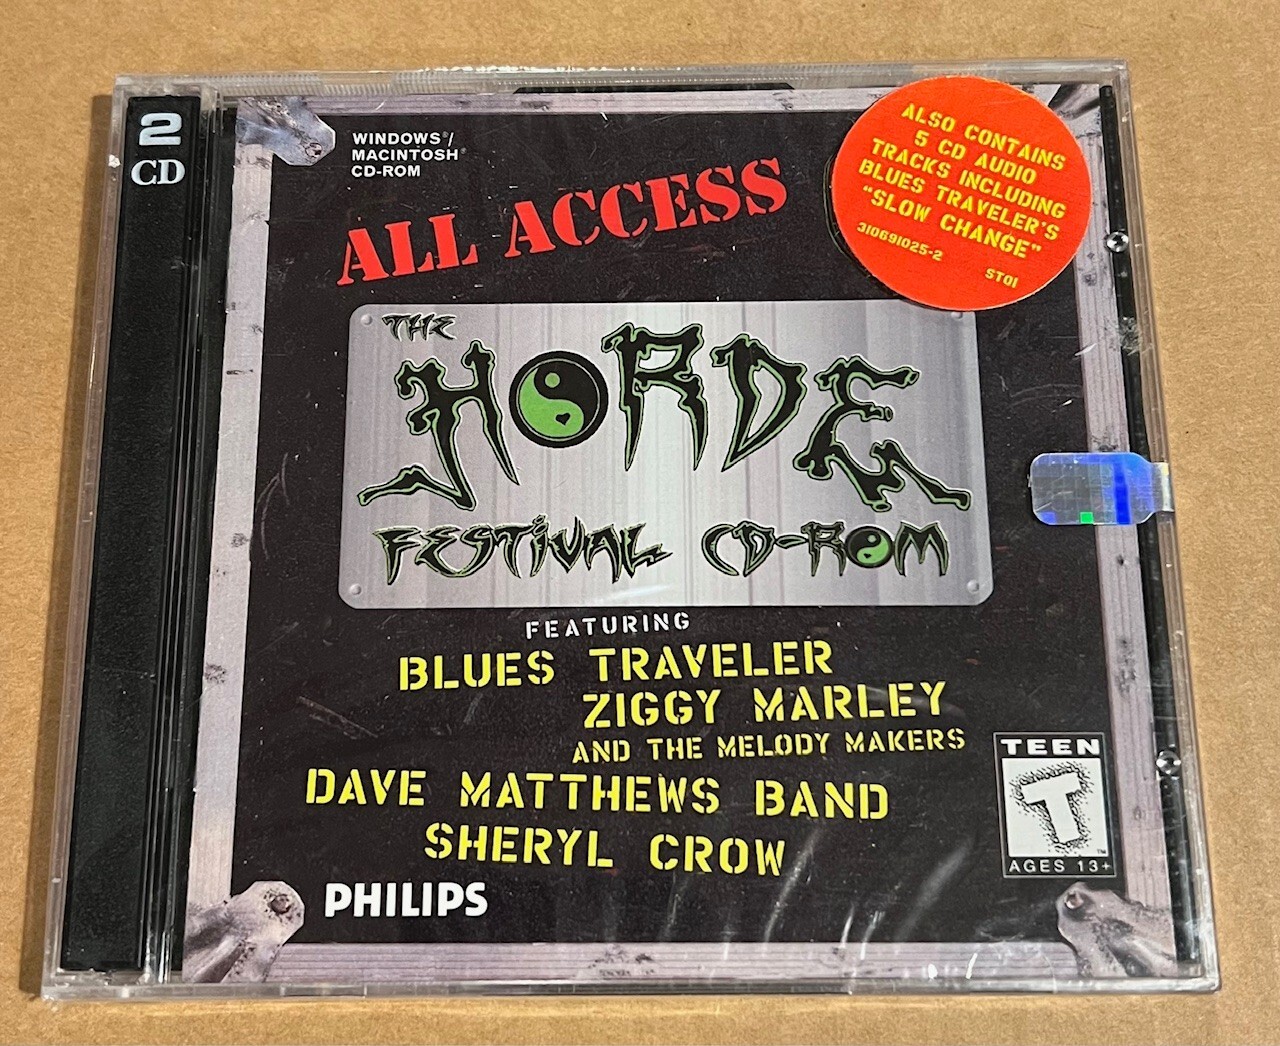 2
CD
WINDOWS®/
MACINTOSH®
CD-ROM
ALL ACCESS
ALSO CONTAINS
5 CD AUDIO
TRACKS INCLUDING
BLUES TRAVELER'S
"SLOW CHANGE"
310691025-2
ST01
THE
HORDE
FESTIVAL CD-ROM
FEATURING
BLUES TRAVELER
ZIGGY MARLEY
AND THE MELODY MAKERS
DAVE MATTHEWS BAND
SHERYL CROW
PHILIPS
TEEN
T
TM
AGES 13+